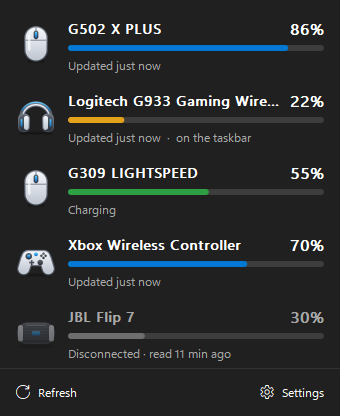 G502 X PLUS 86%
Updated just now
Logitech G933 Gaming Wire... 22%
Updated just now · on the taskbar
G309 LIGHTSPEED 55%
Charging
Xbox Wireless Controller 70%
Updated just now
JBL Flip 7 30%
Disconnected · read 11 min ago
Refresh Settings